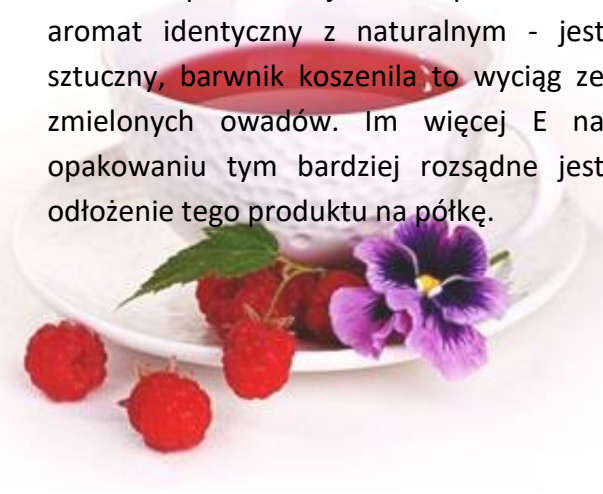 aromat identyczny z naturalnym - jest
sztuczny, barwnik koszenila to wyciąg ze
zmielonych owadów. Im więcej E na
opakowaniu tym bardziej rozsądne jest
odłożenie tego produktu na półkę.